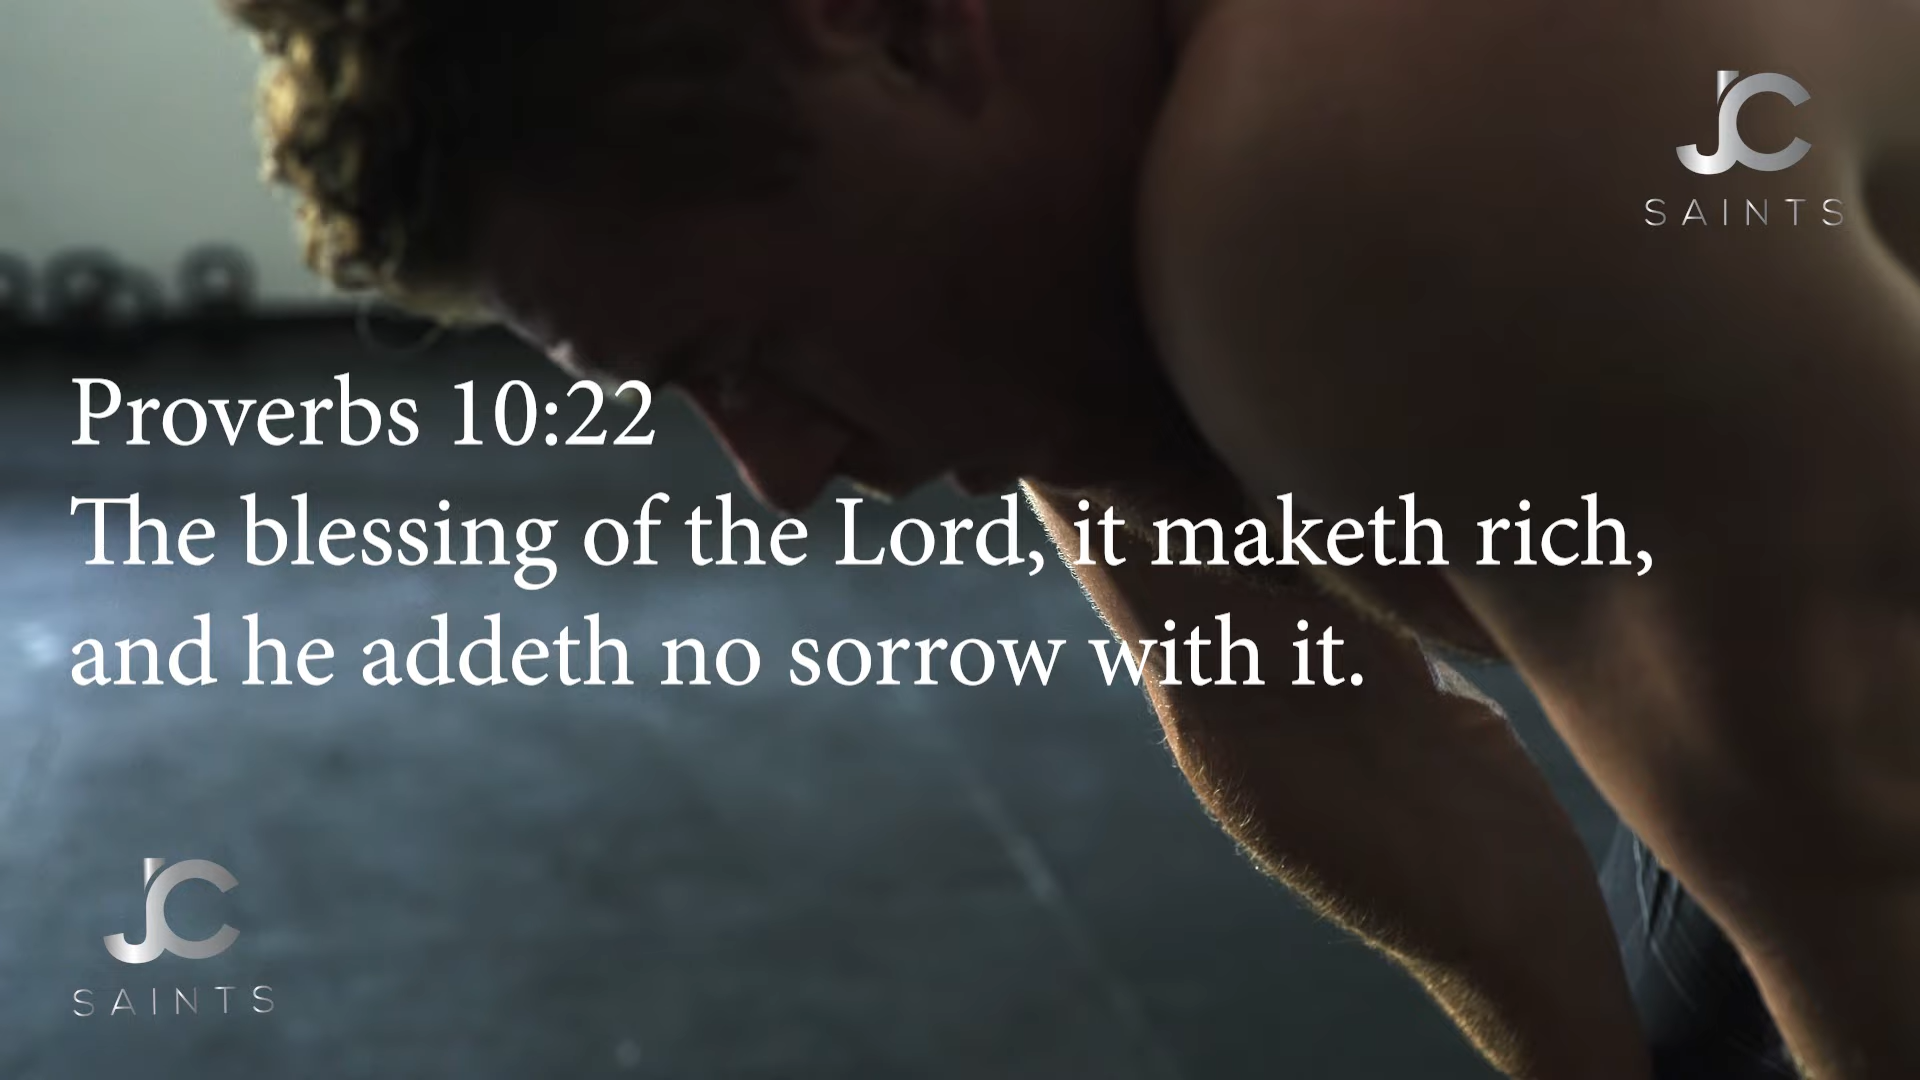 JC
SAINTS
Proverbs 10:22
The blessing of the Lord, it maketh rich,
and he addeth no sorrow with it.
JC
SAINTS